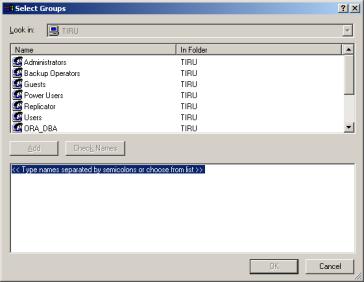 Select Groups
Look in: TIRU
Name In Folder
Administrators TIRU
Backup Operators TIRU
Guests TIRU
Power Users TIRU
Replicator TIRU
Users TIRU
ORA_DBA TIRU
Add Check Names
<< Type names separated by semicolons or choose from list >>
OK Cancel